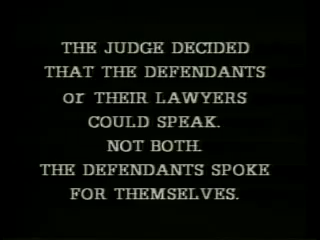 THE JUDGE DECIDED
THAT THE DEFENDANTS
or THEIR LAWYERS
COULD SPEAK.
NOT BOTH.
THE DEFENDANTS SPOKE
FOR THEMSELVES.